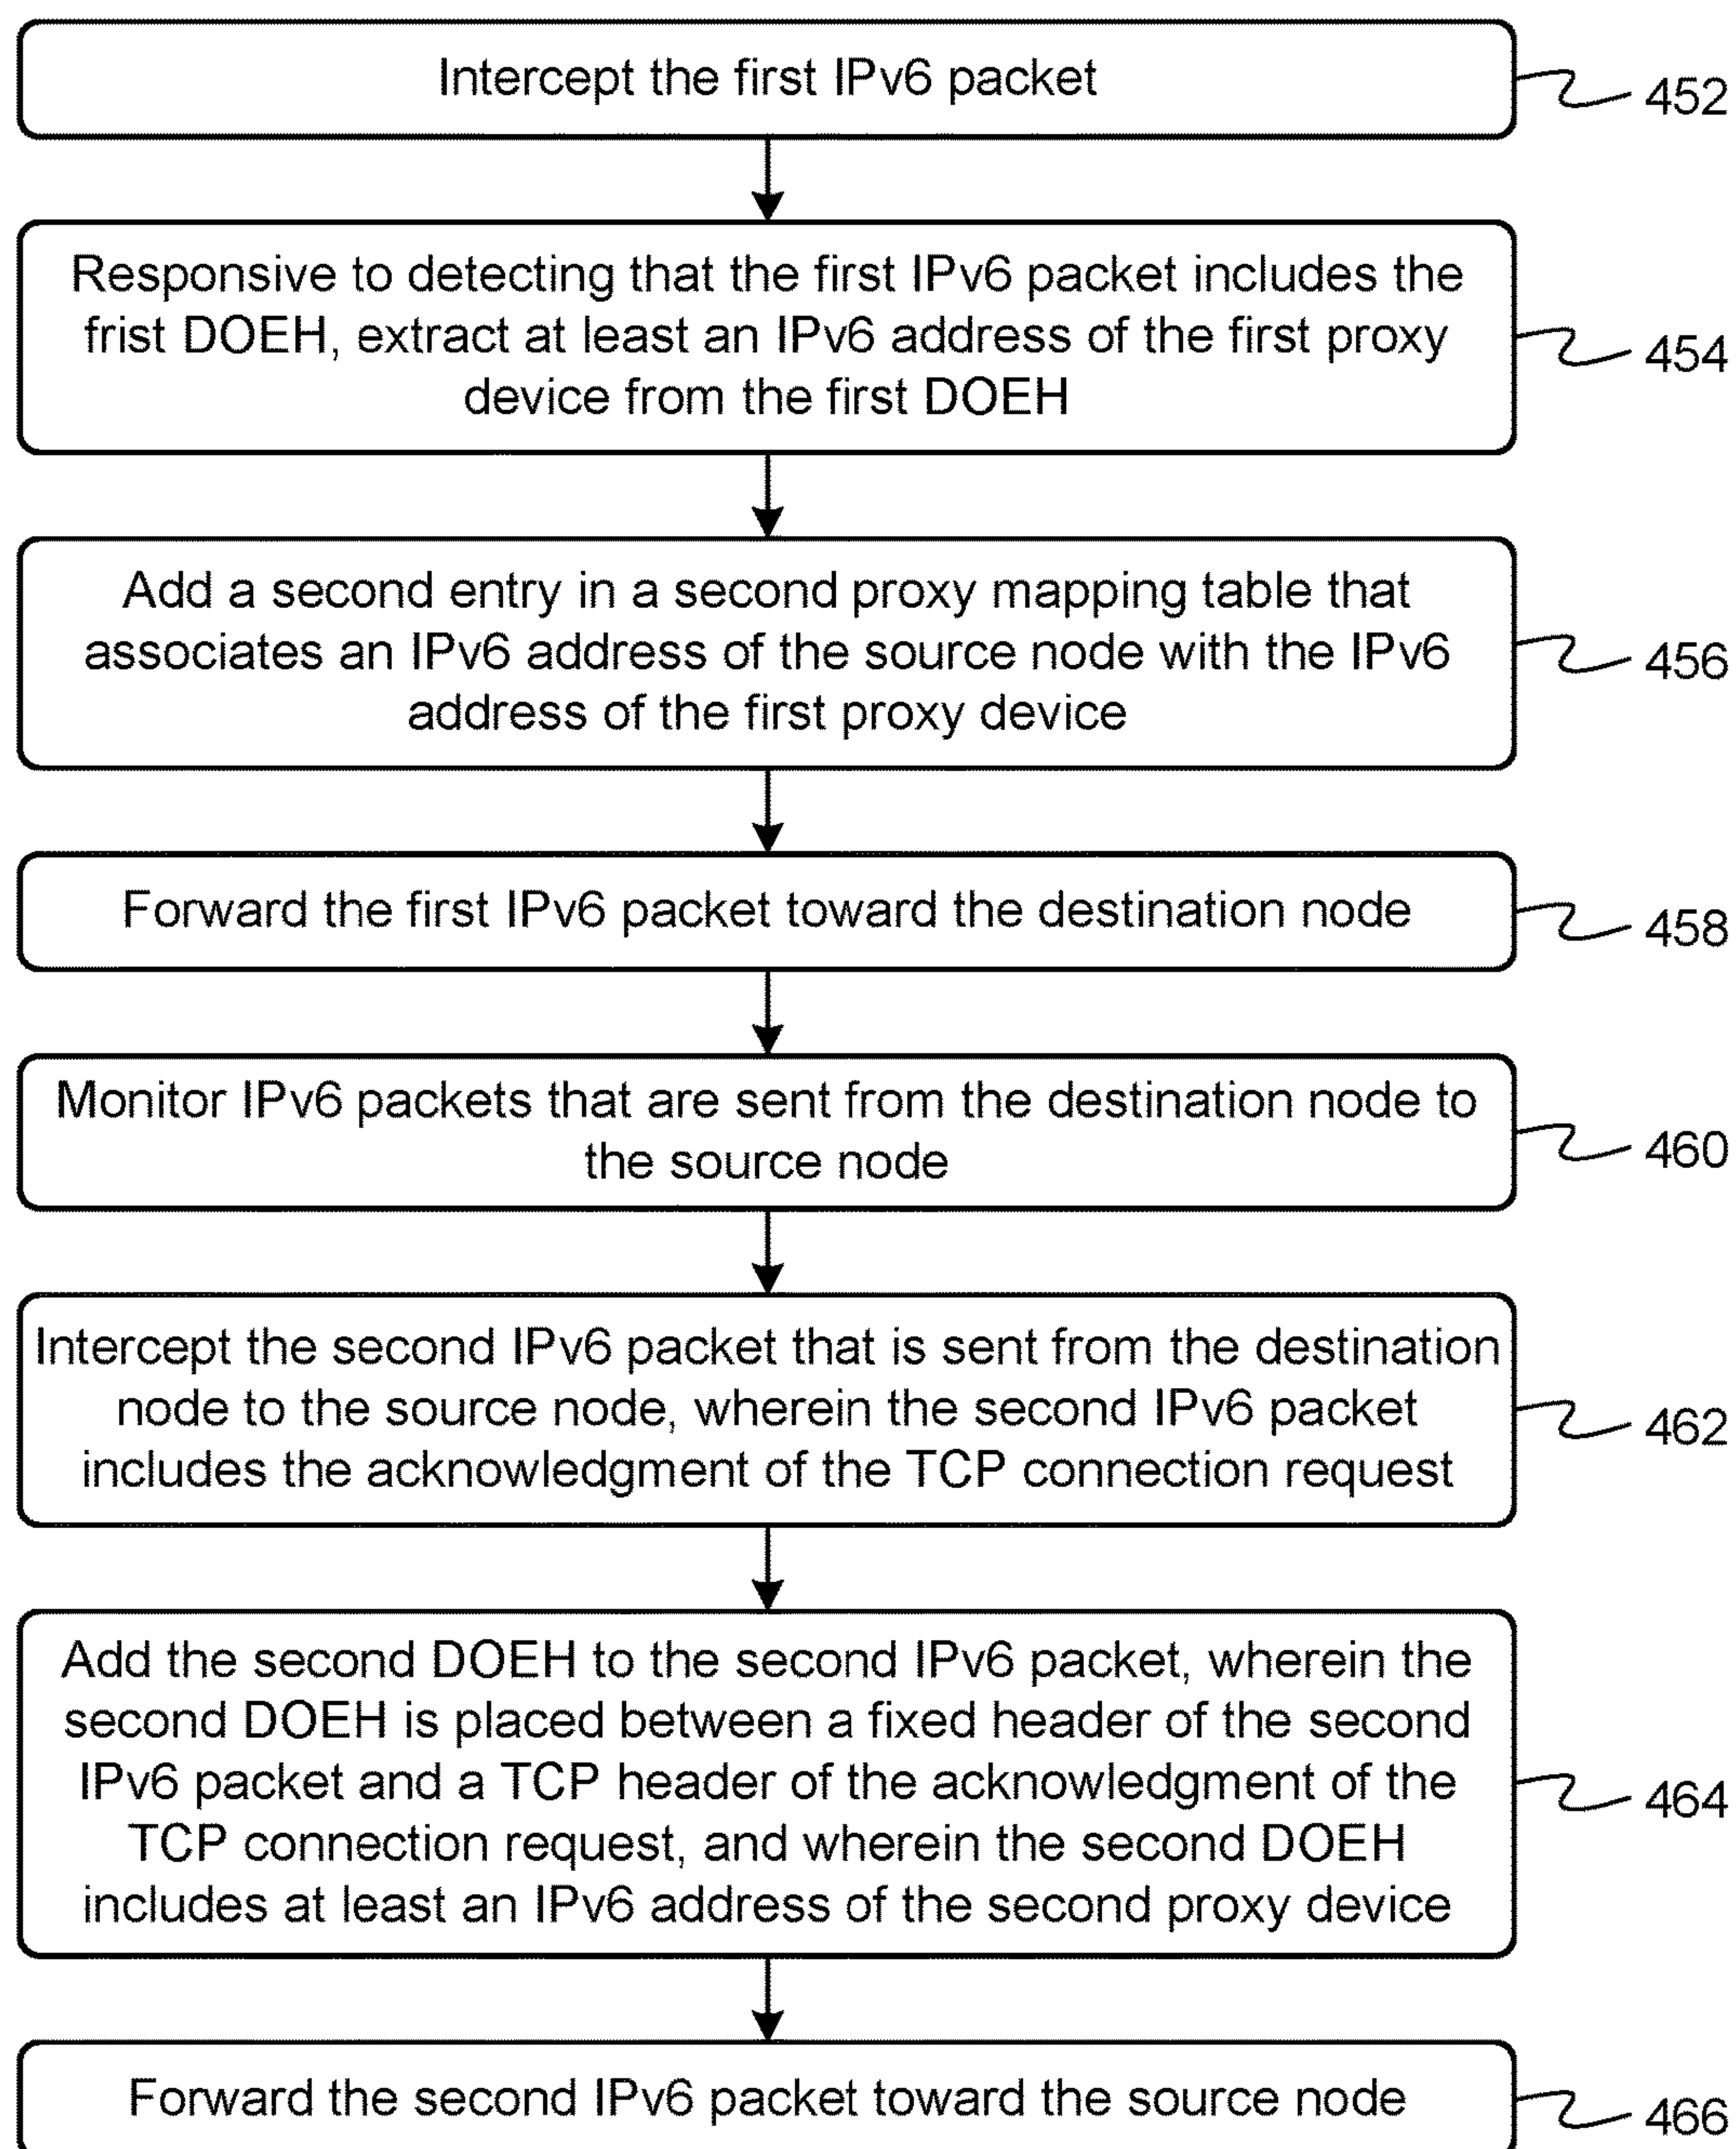 Intercept the first IPv6 packet
452
Responsive to detecting that the first IPv6 packet includes the
frist DOEH, extract at least an IPv6 address of the first proxy
device from the first DOEH
454
Add a second entry in a second proxy mapping table that
associates an IPv6 address of the source node with the IPv6
address of the first proxy device
456
Forward the first IPv6 packet toward the destination node
458
Monitor IPv6 packets that are sent from the destination node to
the source node
460
Intercept the second IPv6 packet that is sent from the destination
node to the source node, wherein the second IPv6 packet
includes the acknowledgment of the TCP connection request
462
Add the second DOEH to the second IPv6 packet, wherein the
second DOEH is placed between a fixed header of the second
IPv6 packet and a TCP header of the acknowledgment of the
TCP connection request, and wherein the second DOEH
includes at least an IPv6 address of the second proxy device
464
Forward the second IPv6 packet toward the source node
466